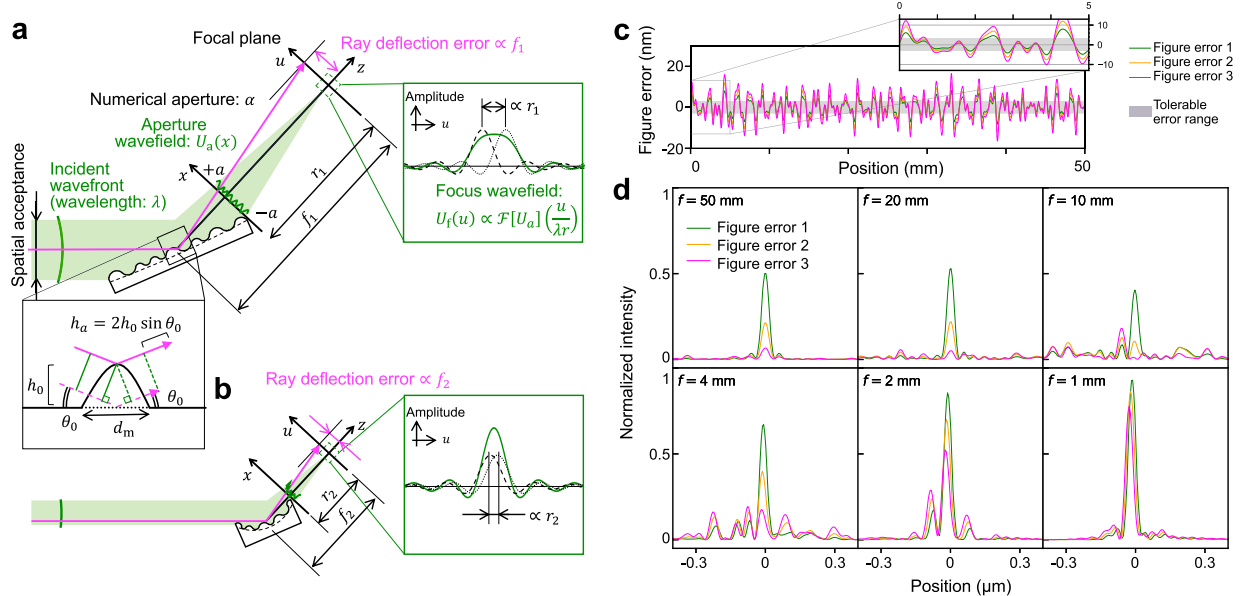 a
Focal plane
Ray deflection error ∝ f₁
u
z
Numerical aperture: α
Aperture
wavefield: Uₐ(x)
Incident
wavefront
(wavelength: λ)
Spatial acceptance
x
+a
−a
r₁
f₁
Amplitude
u
∝ r₁
Focus wavefield:
U_f(u) ∝ ℱ[Uₐ](u/λr)
hₐ = 2h₀ sin θ₀
h₀
θ₀
θ₀
dₘ
b
Ray deflection error ∝ f₂
u
z
x
r₂
f₂
Amplitude
u
∝ r₂
c
0
5
10
0
−10
Figure error (nm)
20
0
-20
0
50
Position (mm)
Figure error 1
Figure error 2
Figure error 3
Tolerable
error range
d
f = 50 mm
f = 20 mm
f = 10 mm
Figure error 1
Figure error 2
Figure error 3
1
0.5
0
f = 4 mm
f = 2 mm
f = 1 mm
1
0.5
0
Normalized intensity
-0.3
0
0.3
-0.3
0
0.3
-0.3
0
0.3
Position (μm)